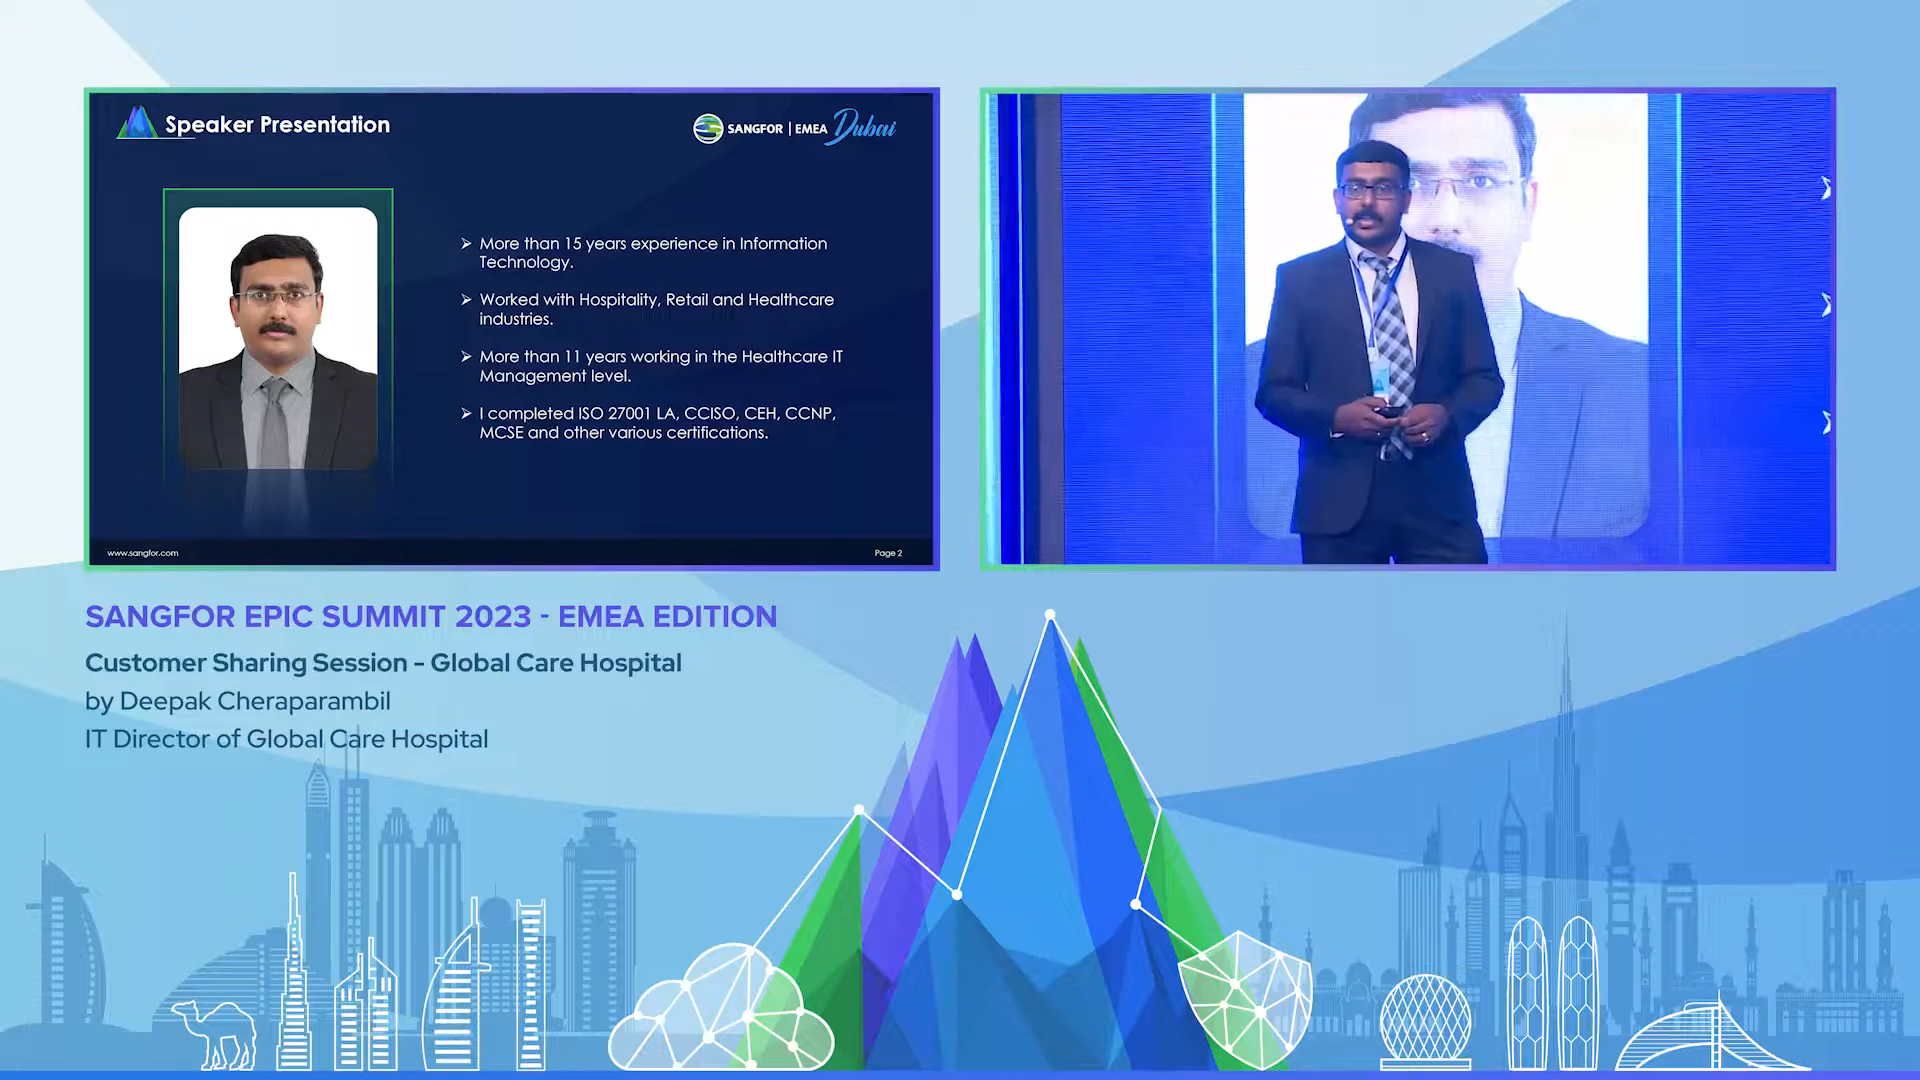 Speaker Presentation
SANGFOR | EMEA Dubai
➢ More than 15 years experience in Information
Technology.
➢ Worked with Hospitality, Retail and Healthcare
industries.
➢ More than 11 years working in the Healthcare IT
Management level.
➢ I completed ISO 27001 LA, CCISO, CEH, CCNP,
MCSE and other various certifications.
www.sangfor.com
Page 2
SANGFOR EPIC SUMMIT 2023 - EMEA EDITION
Customer Sharing Session - Global Care Hospital
by Deepak Cheraparambil
IT Director of Global Care Hospital